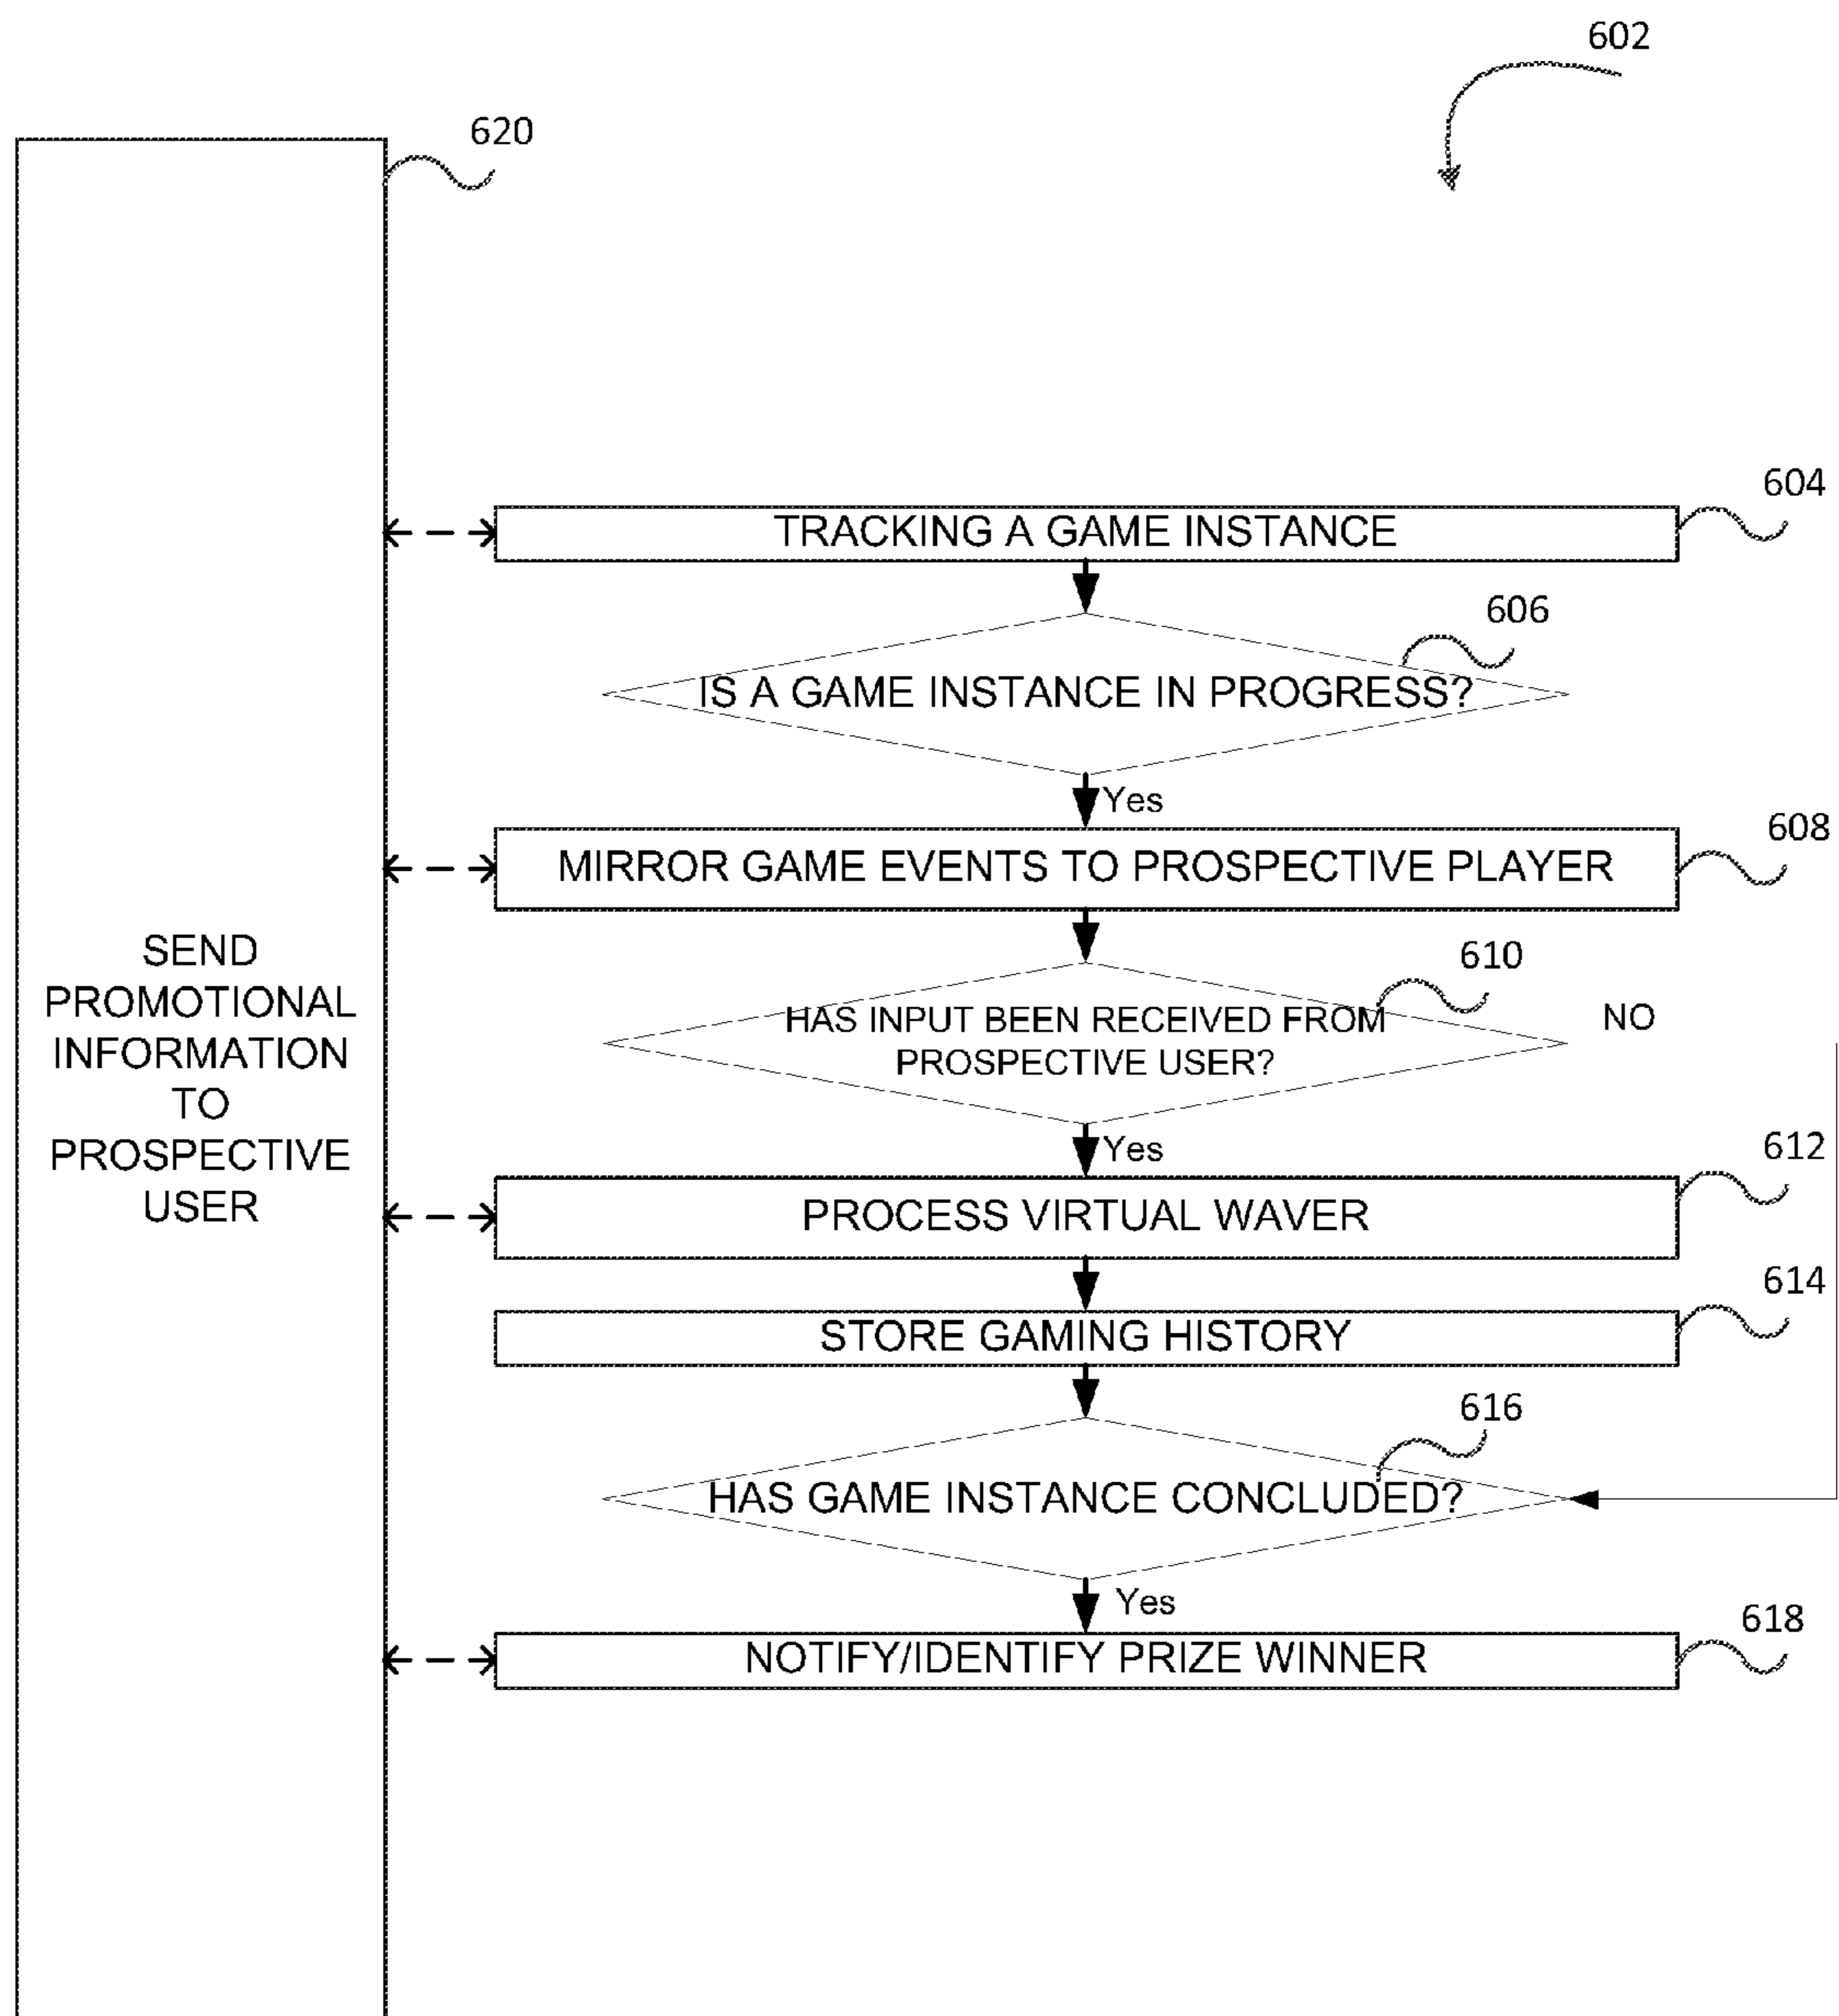 602
620
604
TRACKING A GAME INSTANCE
606
IS A GAME INSTANCE IN PROGRESS?
Yes
608
MIRROR GAME EVENTS TO PROSPECTIVE PLAYER
SEND
PROMOTIONAL
INFORMATION
TO
PROSPECTIVE
USER
610
HAS INPUT BEEN RECEIVED FROM
PROSPECTIVE USER?
NO
Yes
612
PROCESS VIRTUAL WAVER
614
STORE GAMING HISTORY
616
HAS GAME INSTANCE CONCLUDED?
Yes
618
NOTIFY/IDENTIFY PRIZE WINNER